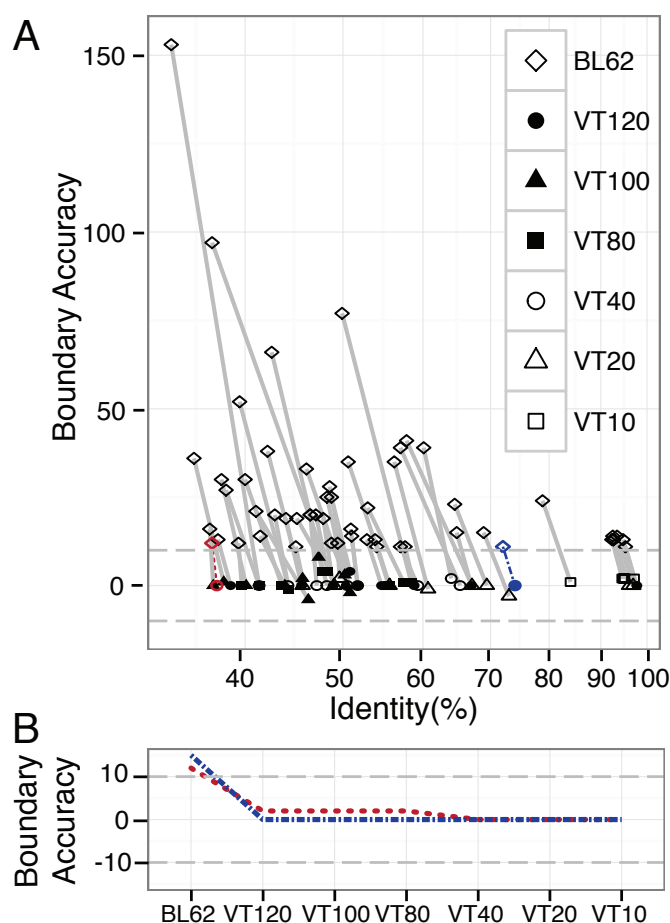 A
Boundary Accuracy
150
100
50
0
BL62
VT120
VT100
VT80
VT40
VT20
VT10
40 50 60 70 80 90 100
Identity(%)
B
Boundary
Accuracy
10
0
-10
BL62 VT120 VT100 VT80 VT40 VT20 VT10